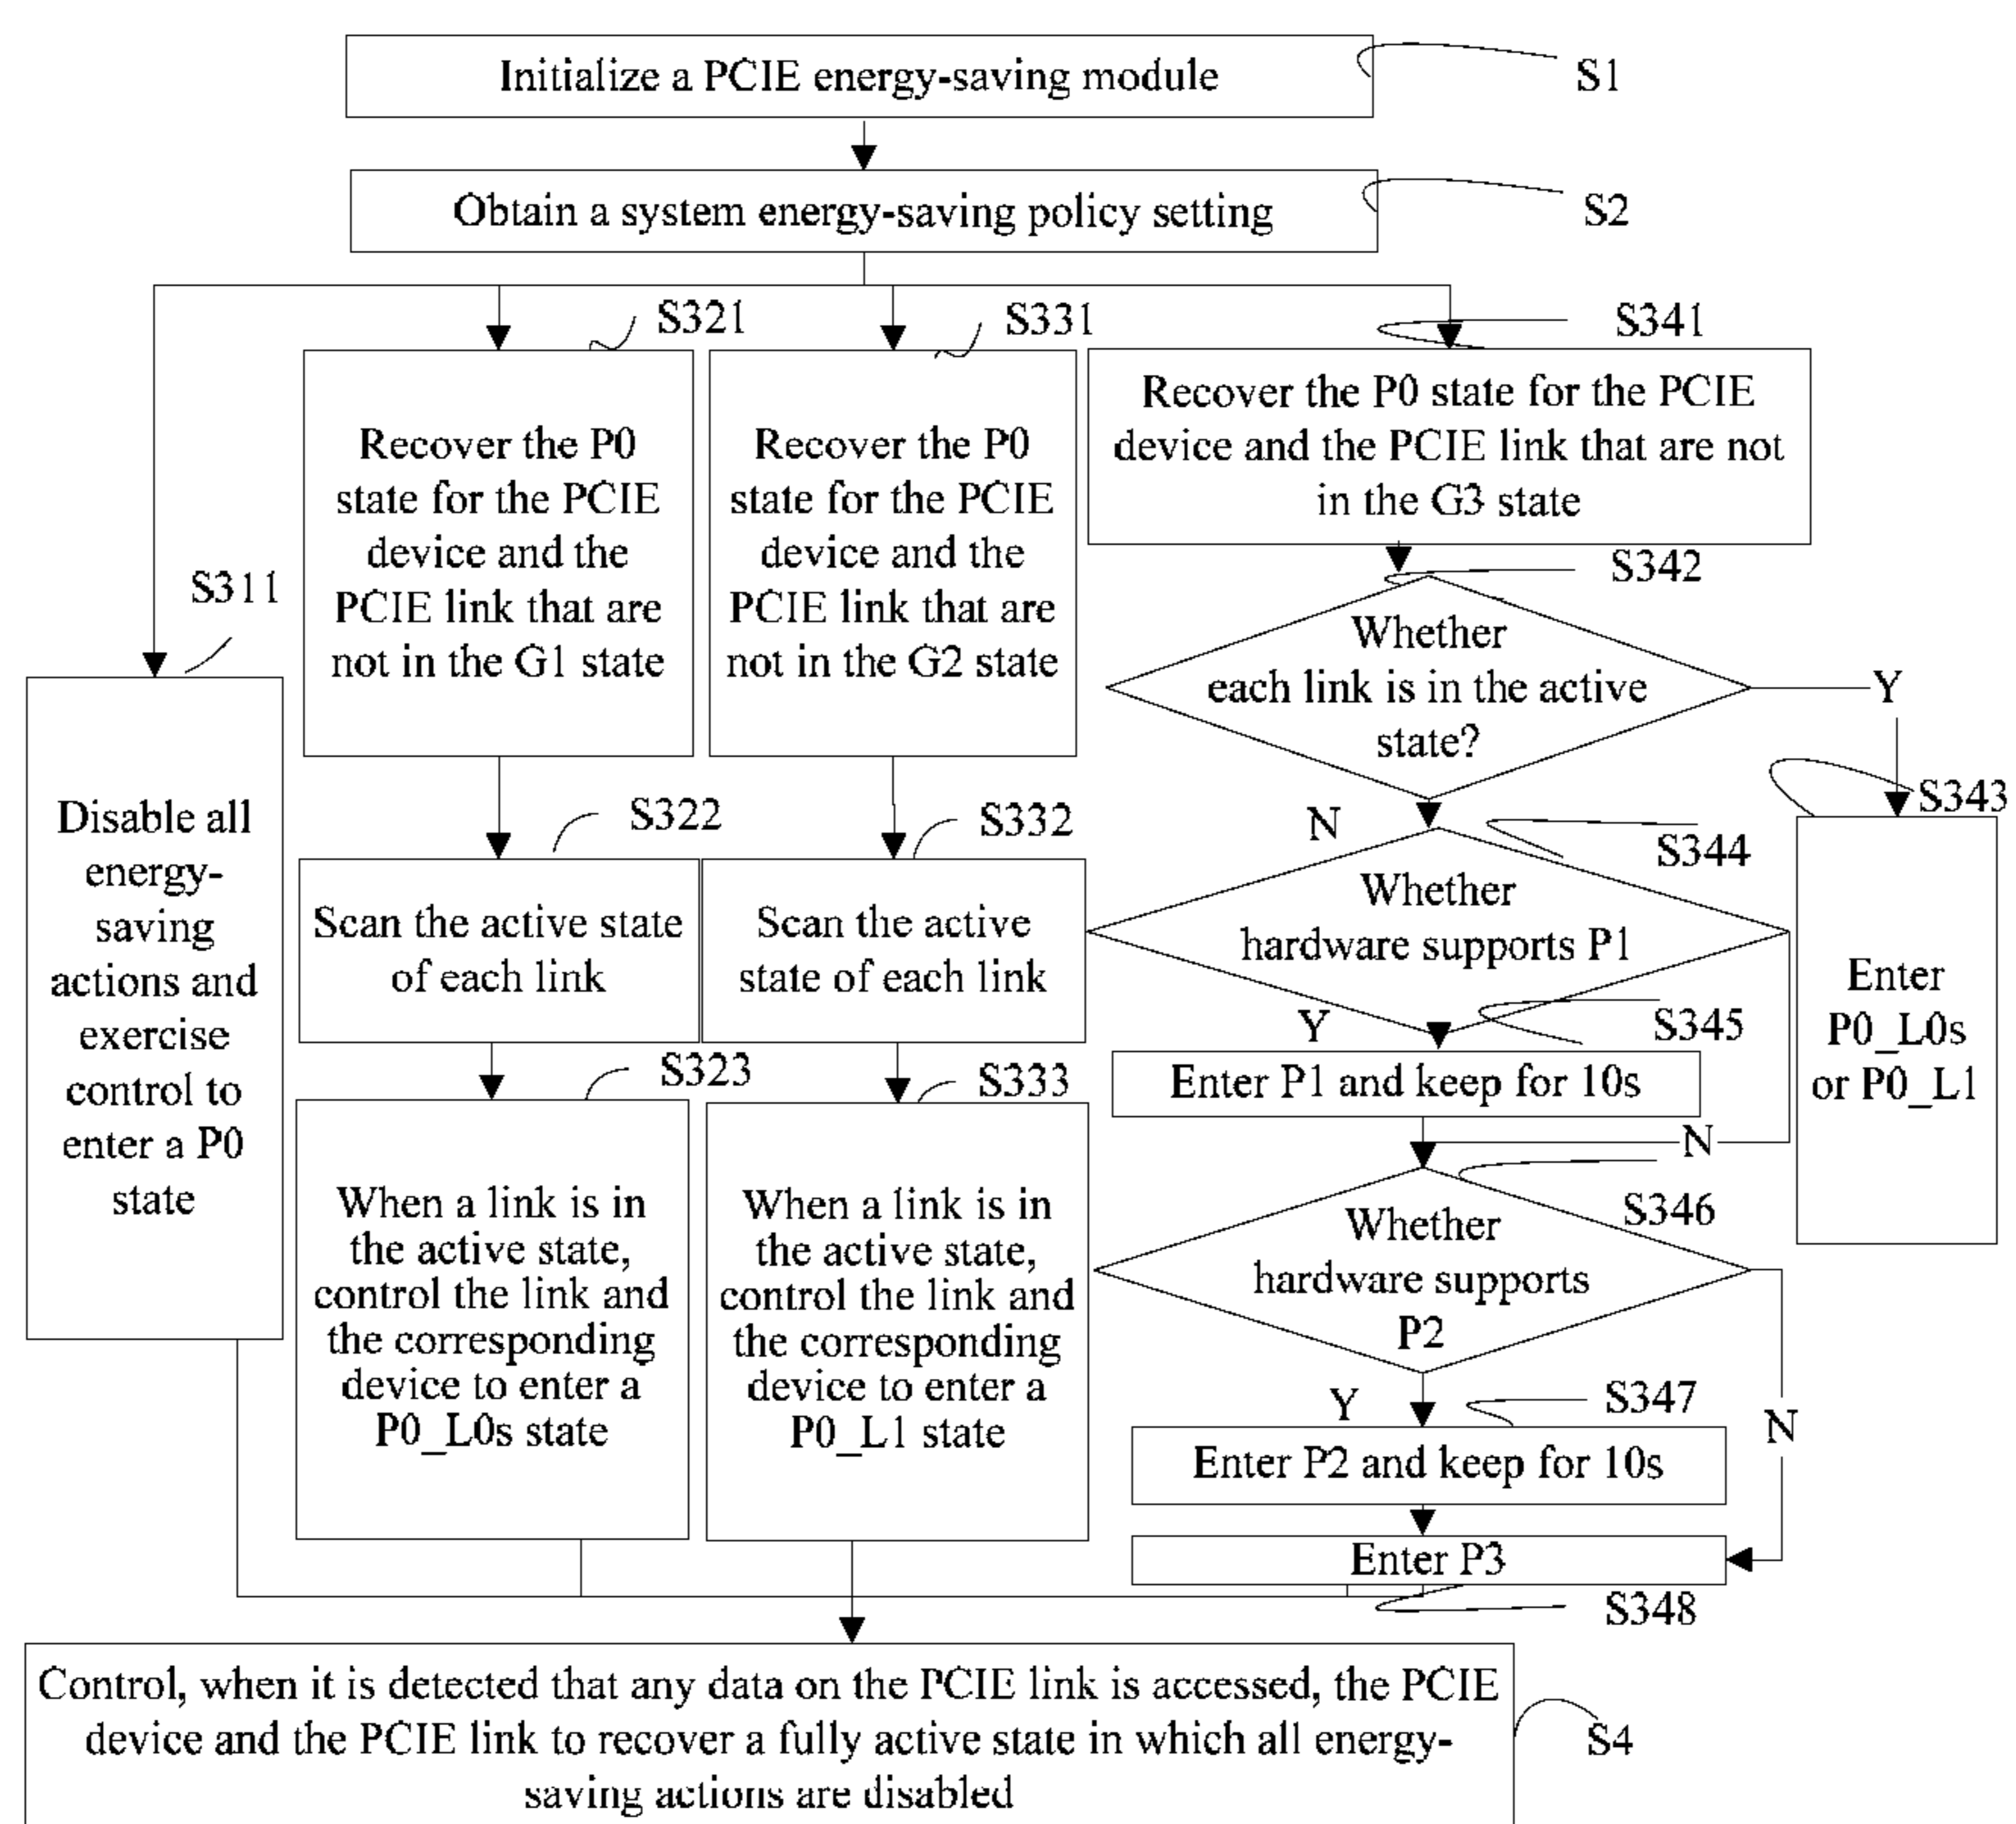 Initialize a PCIE energy-saving module
S1
Obtain a system energy-saving policy setting
S2
S311
Disable all
energy-
saving
actions and
exercise
control to
enter a P0
state
S321
Recover the P0
state for the PCIE
device and the
PCIE link that are
not in the G1 state
S322
Scan the active state
of each link
S323
When a link is in
the active state,
control the link and
the corresponding
device to enter a
P0_L0s state
S331
Recover the P0
state for the PCIE
device and the
PCIE link that are
not in the G2 state
S332
Scan the active
state of each link
S333
When a link is in
the active state,
control the link and
the corresponding
device to enter a
P0_L1 state
S341
Recover the P0 state for the PCIE
device and the PCIE link that are not
in the G3 state
S342
Whether
each link is in the active
state?
Y
S343
Enter
P0_L0s
or P0_L1
N
S344
Whether
hardware supports P1
Y
S345
Enter P1 and keep for 10s
N
S346
Whether
hardware supports
P2
Y
S347
N
Enter P2 and keep for 10s
Enter P3
S348
Control, when it is detected that any data on the PCIE link is accessed, the PCIE
device and the PCIE link to recover a fully active state in which all energy-
saving actions are disabled
S4